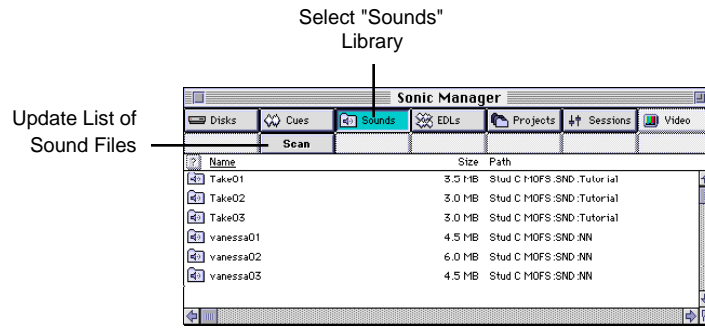 Select "Sounds"
Library
Update List of
Sound Files
Sonic Manager
Disks Cues Sounds EDLs Projects Sessions Video
Scan
? Name Size Path
Take01 3.5 MB Stud C MOFS :SND :Tutorial
Take02 3.0 MB Stud C MOFS :SND :Tutorial
Take03 3.0 MB Stud C MOFS :SND :Tutorial
vanessa01 4.5 MB Stud C MOFS :SND :NN
vanessa02 6.0 MB Stud C MOFS :SND :NN
vanessa03 4.5 MB Stud C MOFS :SND :NN